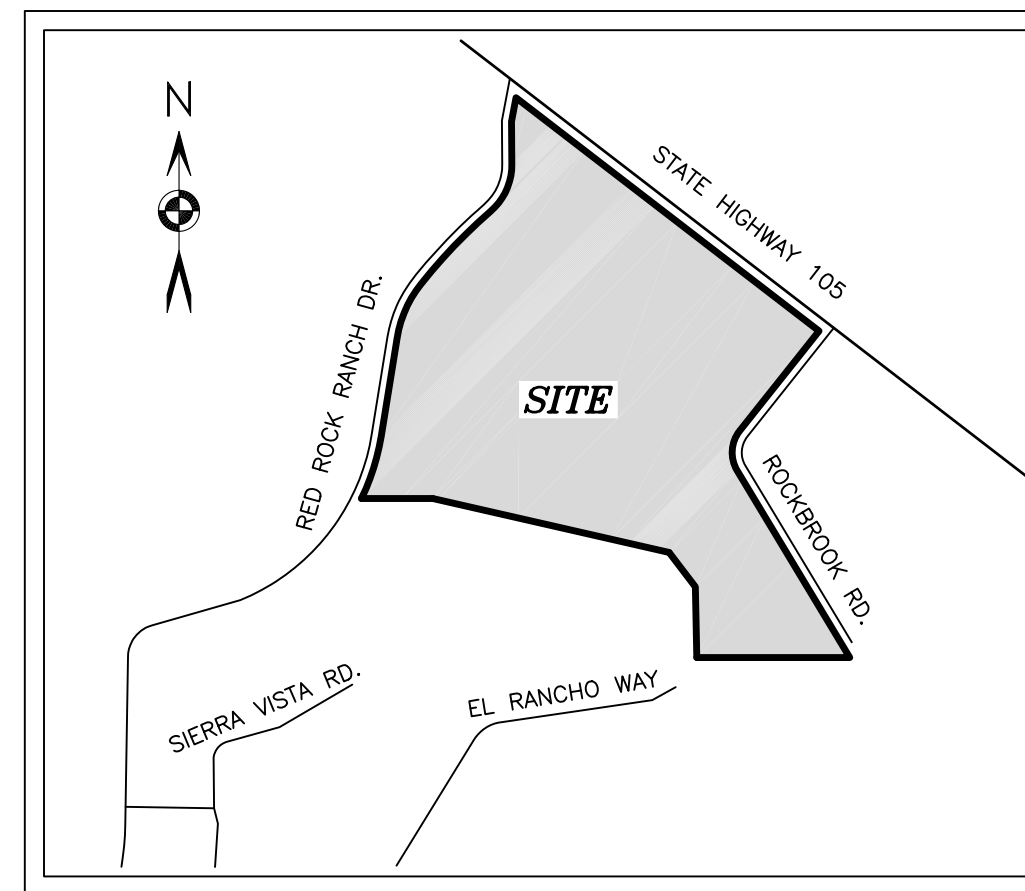 N
STATE HIGHWAY 105
RED ROCK RANCH DR.
SITE
ROCKBROOK RD.
SIERRA VISTA RD.
EL RANCHO WAY